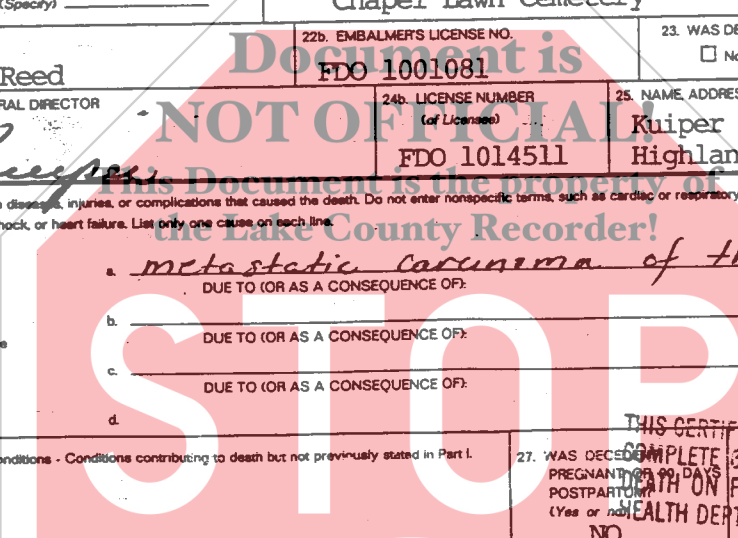 (Specify)
Chapel Lawn Cemetery
22b. EMBALMER'S LICENSE NO.
23. WAS DE
Document is
Reed
FDO 1001081
RAL DIRECTOR
24b. LICENSE NUMBER
25. NAME, ADDRES
NOT OFFICIAL!
(of Licensee)
Kuiper
FDO 1014511
Highlan
This Document is the property of
diseases, injuries, or complications that caused the death. Do not enter nonspecific terms, such as cardiac or respiratory
the Lake County Recorder!
hock, or heart failure. List only one cause on each line.
a. metastatic carcinoma of th
DUE TO (OR AS A CONSEQUENCE OF):
b.
DUE TO (OR AS A CONSEQUENCE OF):
c.
DUE TO (OR AS A CONSEQUENCE OF):
d.
STOP
onditions - Conditions contributing to death but not previously stated in Part I.
27. WAS DECEDENT
PREGNANT OR 90 DAYS
POSTPARTUM?
(Yes or no)
NO
THIS CERTIF
COMPLETE
DEATH ON F
HEALTH DEP